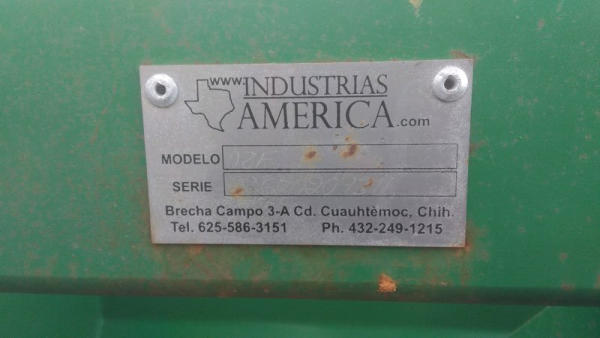 www.INDUSTRIAS
AMERICA.com
MODELO
SERIE
Brecha Campo 3-A Cd. Cuauhtèmoc, Chih.
Tel. 625-586-3151 Ph. 432-249-1215